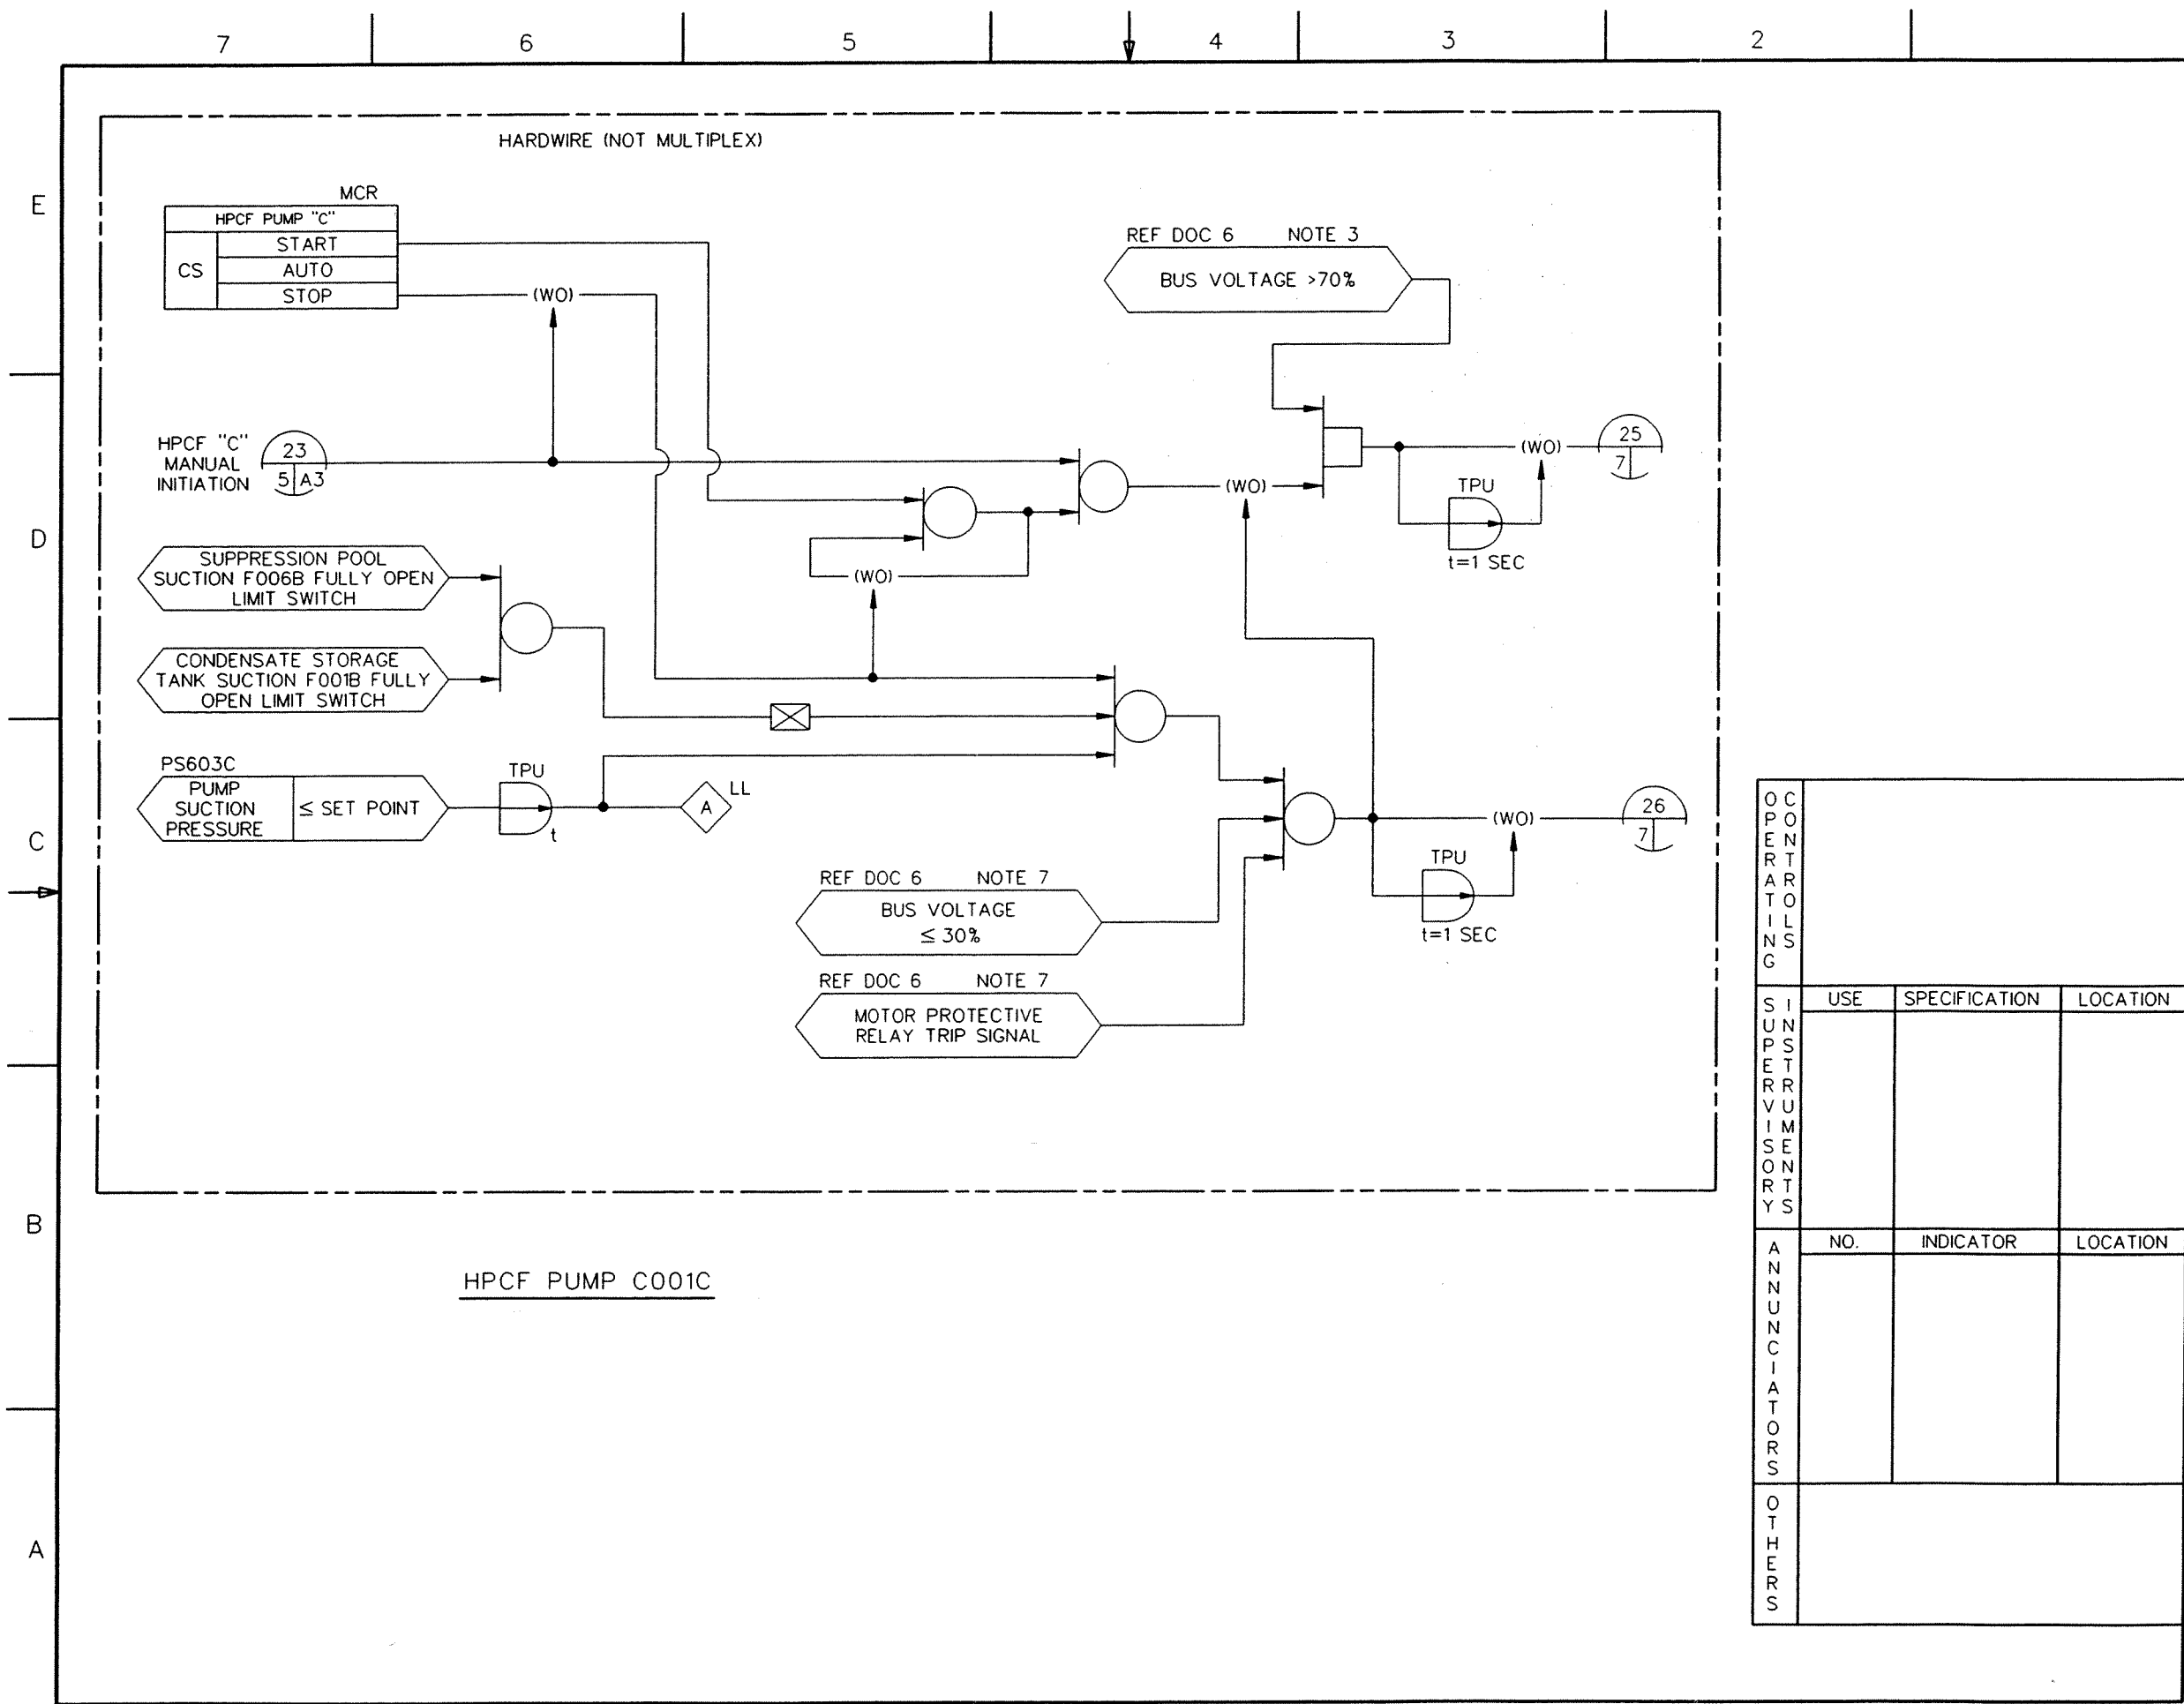 7 6 5 4 3 2
E
D
C
B
A
HARDWIRE (NOT MULTIPLEX)
MCR
HPCF PUMP "C"
CS
START
AUTO
STOP
(WO)
REF DOC 6 NOTE 3
BUS VOLTAGE >70%
HPCF "C"
MANUAL
INITIATION
23
5 A3
(WO)
(WO)
25
7
TPU
t=1 SEC
SUPPRESSION POOL
SUCTION F006B FULLY OPEN
LIMIT SWITCH
(WO)
CONDENSATE STORAGE
TANK SUCTION F001B FULLY
OPEN LIMIT SWITCH
PS603C
PUMP
SUCTION
PRESSURE
≤ SET POINT
TPU
t
A
LL
(WO)
26
7
TPU
t=1 SEC
REF DOC 6 NOTE 7
BUS VOLTAGE
≤ 30%
REF DOC 6 NOTE 7
MOTOR PROTECTIVE
RELAY TRIP SIGNAL
HPCF PUMP C001C
OPERATING
CONTROLS
SUPERVISORY
INSTRUMENTS
USE SPECIFICATION LOCATION
ANNUNCIATORS
NO. INDICATOR LOCATION
OTHERS